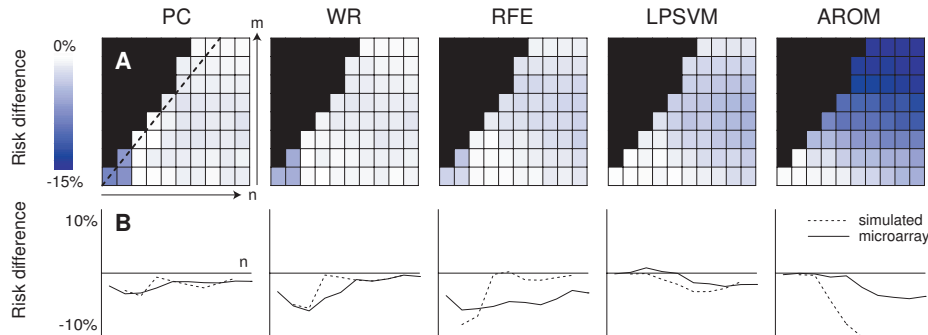 PC WR RFE LPSVM AROM
Risk difference
0%
-15%
A
m
n
Risk difference
10%
-10%
B
n
simulated
microarray